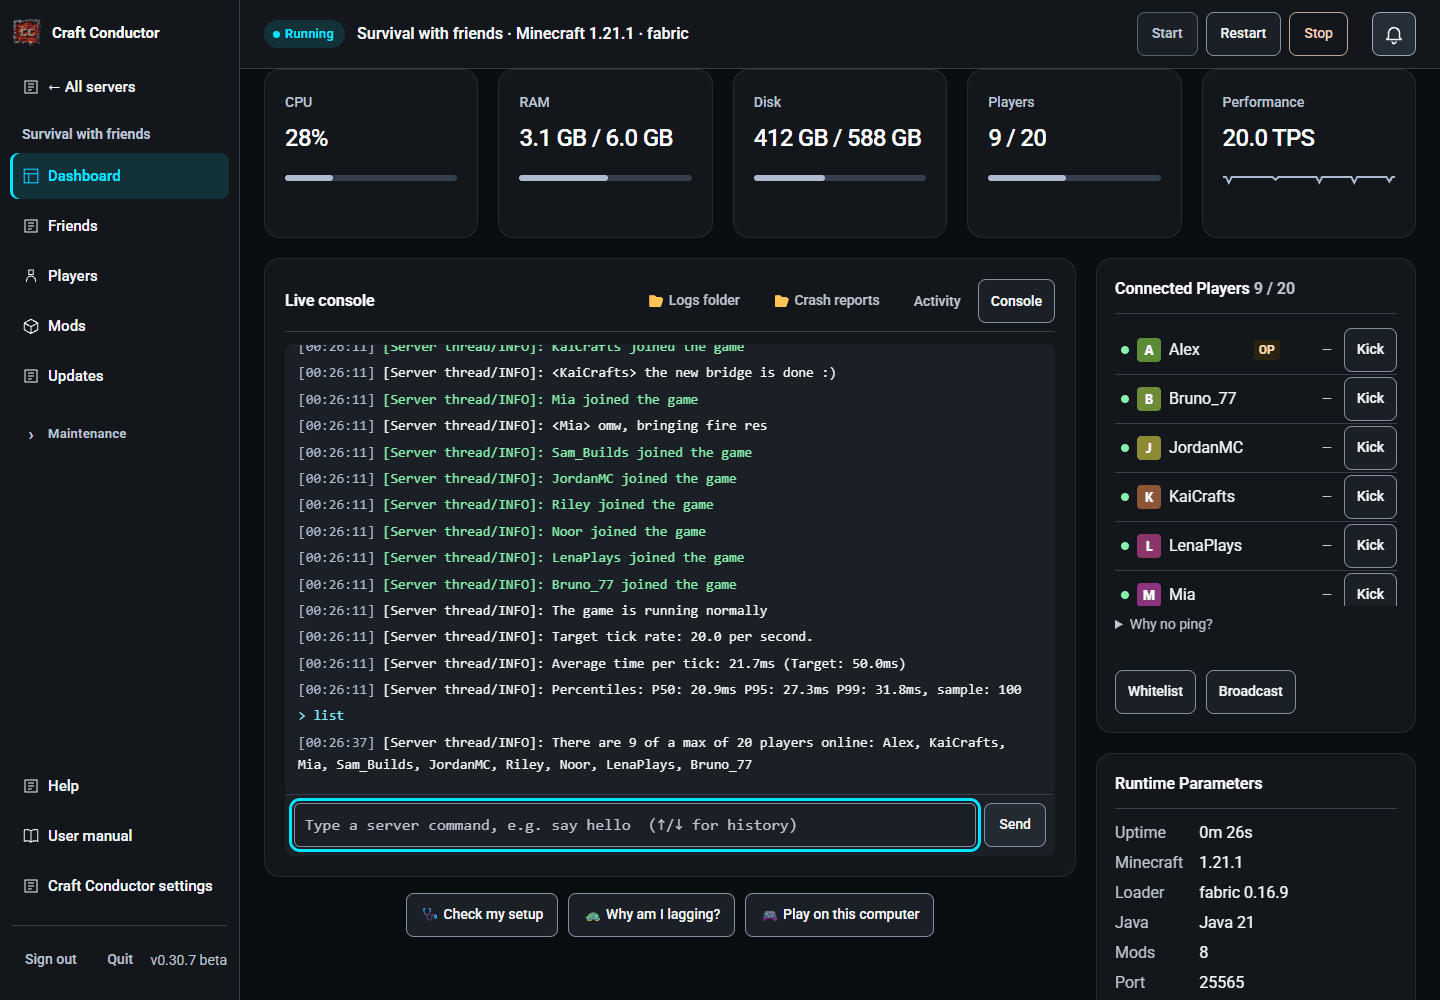 Craft Conductor
← All servers
Survival with friends
Dashboard
Friends
Players
Mods
Updates
› Maintenance
Help
User manual
Craft Conductor settings
Sign out Quit v0.30.7 beta
Running Survival with friends · Minecraft 1.21.1 · fabric
Start Restart Stop
CPU
28%
RAM
3.1 GB / 6.0 GB
Disk
412 GB / 588 GB
Players
9 / 20
Performance
20.0 TPS
Live console
Logs folder Crash reports Activity Console
[00:26:11] [Server thread/INFO]: KaiCrafts joined the game
[00:26:11] [Server thread/INFO]: <KaiCrafts> the new bridge is done :)
[00:26:11] [Server thread/INFO]: Mia joined the game
[00:26:11] [Server thread/INFO]: <Mia> omw, bringing fire res
[00:26:11] [Server thread/INFO]: Sam_Builds joined the game
[00:26:11] [Server thread/INFO]: JordanMC joined the game
[00:26:11] [Server thread/INFO]: Riley joined the game
[00:26:11] [Server thread/INFO]: Noor joined the game
[00:26:11] [Server thread/INFO]: LenaPlays joined the game
[00:26:11] [Server thread/INFO]: Bruno_77 joined the game
[00:26:11] [Server thread/INFO]: The game is running normally
[00:26:11] [Server thread/INFO]: Target tick rate: 20.0 per second.
[00:26:11] [Server thread/INFO]: Average time per tick: 21.7ms (Target: 50.0ms)
[00:26:11] [Server thread/INFO]: Percentiles: P50: 20.9ms P95: 27.3ms P99: 31.8ms, sample: 100
> list
[00:26:37] [Server thread/INFO]: There are 9 of a max of 20 players online: Alex, KaiCrafts,
Mia, Sam_Builds, JordanMC, Riley, Noor, LenaPlays, Bruno_77
Type a server command, e.g. say hello (↑/↓ for history)
Send
Check my setup
Why am I lagging?
Play on this computer
Connected Players 9 / 20
A Alex OP – Kick
B Bruno_77 – Kick
J JordanMC – Kick
K KaiCrafts – Kick
L LenaPlays – Kick
M Mia – Kick
▶ Why no ping?
Whitelist Broadcast
Runtime Parameters
Uptime 0m 26s
Minecraft 1.21.1
Loader fabric 0.16.9
Java Java 21
Mods 8
Port 25565